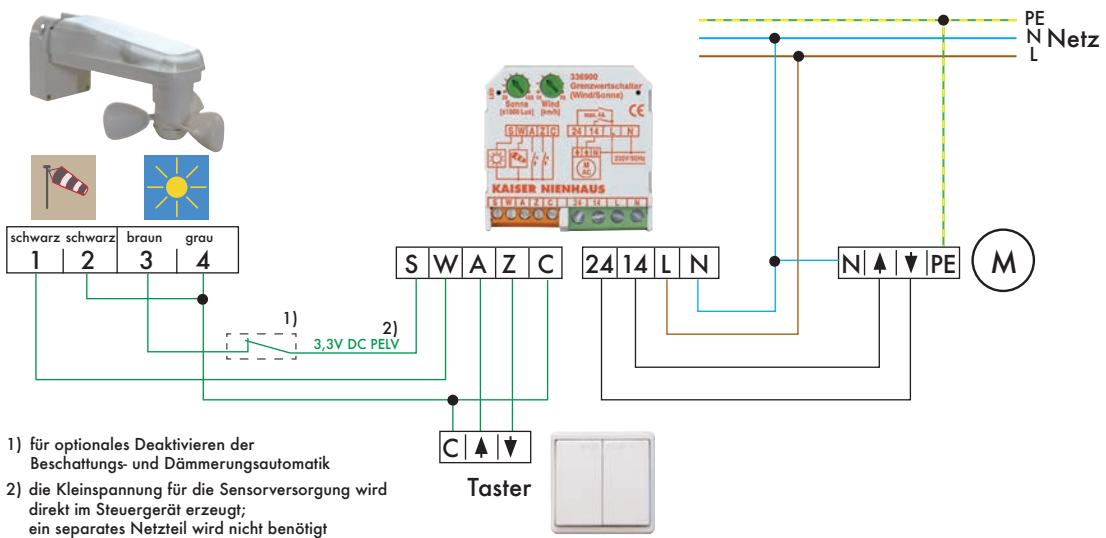 PE
N Netz
L
336900
Grenzwertschalter
(Wind/Sonne)
LED
Sonne
[x1000 Lux]
Wind
[km/h]
CE
max. 4A
S W A Z C
24 14 L N
N
M
AC
230V/50Hz
KAISER NIENHAUS
S W A Z C 24 14 L N
schwarz schwarz braun grau
1 2 3 4
S W A Z C
24 14 L N
N PE
M
1)
2)
3,3V DC PELV
C
Taster
1) für optionales Deaktivieren der
Beschattungs- und Dämmerungsautomatik
2) die Kleinspannung für die Sensorversorgung wird
direkt im Steuergerät erzeugt;
ein separates Netzteil wird nicht benötigt